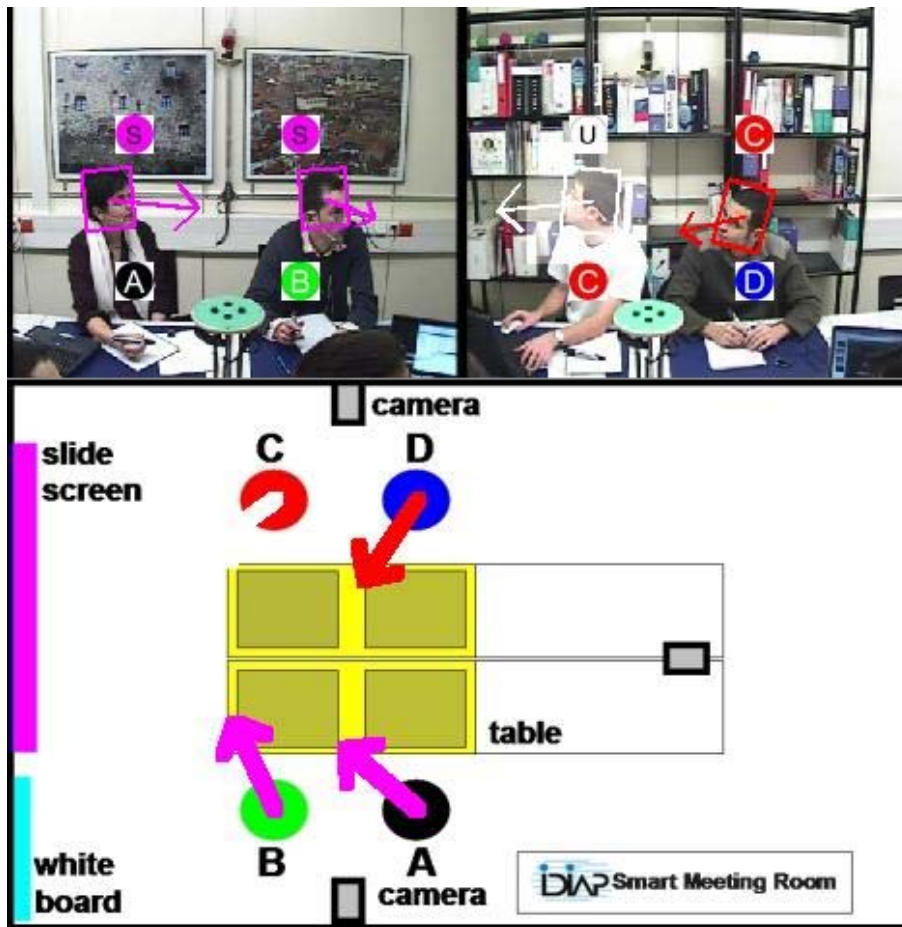 S
S
U
C
A
B
C
D
camera
slide
screen
C
D
table
white
board
B
A
camera
IDIAP Smart Meeting Room